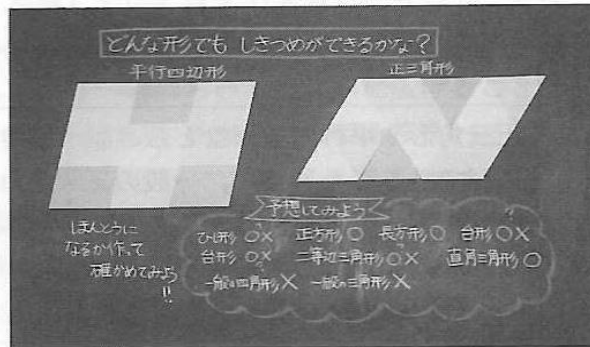 どんな形でも しきつめができるかな?
平行四辺形 正三角形
ほんとうに
なるか作って
確かめてみよう
!!
予想してみよう
?
ひし形 ○× 正方形 ○ 長方形 ○ 台形 ○×
台形 ○× 二等辺三角形 ○× 直角三角形 ○
一般の四角形 × 一般の三角形 ×